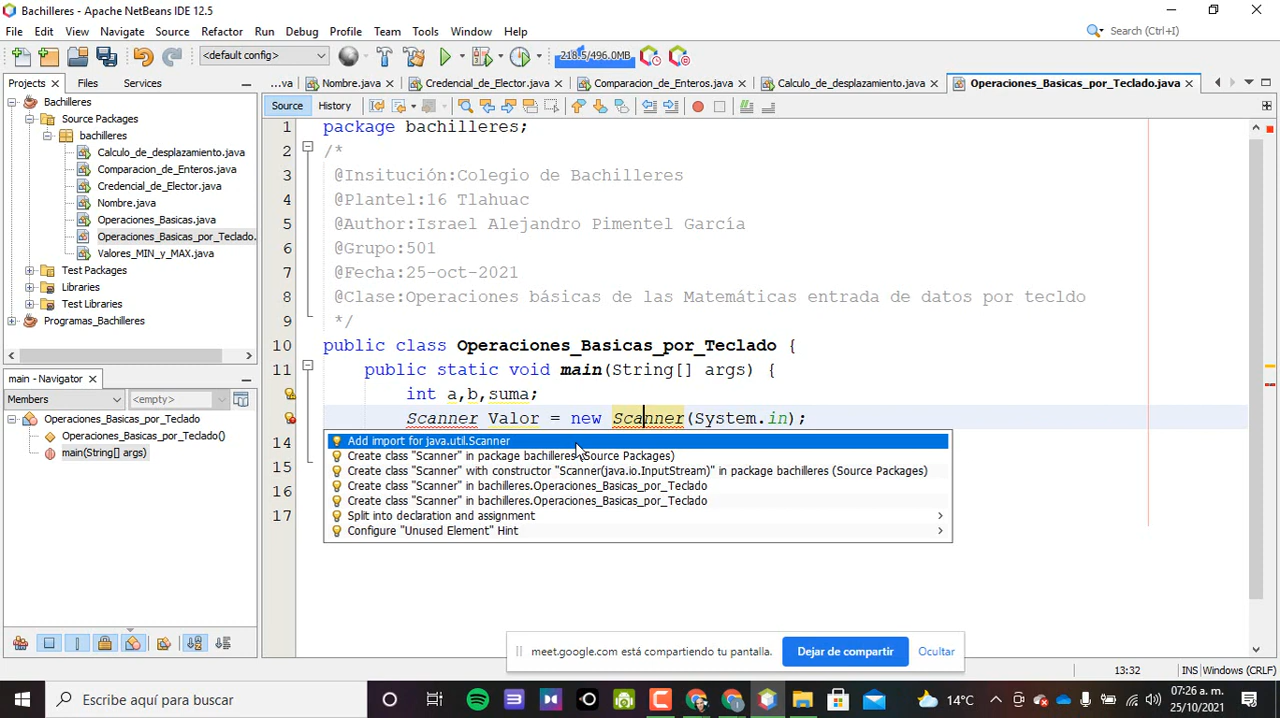 Bachilleres - Apache NetBeans IDE 12.5
File Edit View Navigate Source Refactor Run Debug Profile Team Tools Window Help
Search (Ctrl+I)
<default config>
218.5/496.0MB
Projects Files Services
...va Nombre.java Credencial_de_Elector.java Comparacion_de_Enteros.java Calculo_de_desplazamiento.java Operaciones_Basicas_por_Teclado.java
Source History
Bachilleres
Source Packages
bachilleres
Calculo_de_desplazamiento.java
Comparacion_de_Enteros.java
Credencial_de_Elector.java
Nombre.java
Operaciones_Basicas.java
Operaciones_Basicas_por_Teclado.
Valores_MIN_y_MAX.java
Test Packages
Libraries
Test Libraries
Programas_Bachilleres
main - Navigator
Members
<empty>
Operaciones_Basicas_por_Teclado
Operaciones_Basicas_por_Teclado()
main(String[] args)
1 package bachilleres;
2 /*
3 @Insitución:Colegio de Bachilleres
4 @Plantel:16 Tlahuac
5 @Author:Israel Alejandro Pimentel García
6 @Grupo:501
7 @Fecha:25-oct-2021
8 @Clase:Operaciones básicas de las Matemáticas entrada de datos por tecldo
9 */
10 public class Operaciones_Basicas_por_Teclado {
11 public static void main(String[] args) {
int a,b,suma;
Scanner Valor = new Scanner(System.in);
14
15
16
17
Add import for java.util.Scanner
Create class "Scanner" in package bachilleres (Source Packages)
Create class "Scanner" with constructor "Scanner(java.io.InputStream)" in package bachilleres (Source Packages)
Create class "Scanner" in bachilleres.Operaciones_Basicas_por_Teclado
Create class "Scanner" in bachilleres.Operaciones_Basicas_por_Teclado
Split into declaration and assignment
Configure "Unused Element" Hint
meet.google.com está compartiendo tu pantalla. Dejar de compartir Ocultar
13:32 INS Windows (CRLF)
Escribe aquí para buscar
14°C
07:26 a. m.
25/10/2021